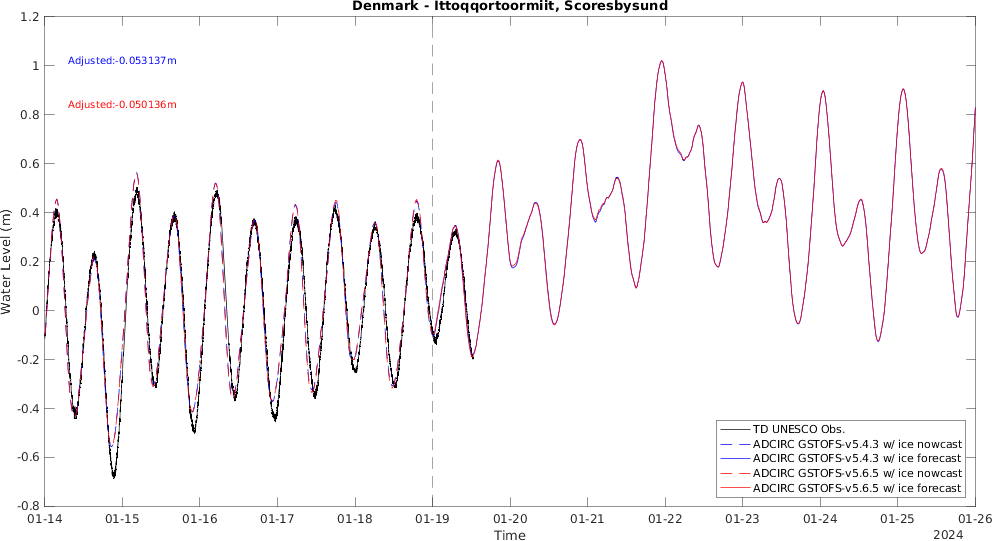 Denmark - Ittoqqortoormiit, Scoresbysund
1.2
1
0.8
0.6
0.4
0.2
0
-0.2
-0.4
-0.6
-0.8
Water Level (m)
Adjusted:-0.053137m
Adjusted:-0.050136m
TD UNESCO Obs.
ADCIRC GSTOFS-v5.4.3 w/ ice nowcast
ADCIRC GSTOFS-v5.4.3 w/ ice forecast
ADCIRC GSTOFS-v5.6.5 w/ ice nowcast
ADCIRC GSTOFS-v5.6.5 w/ ice forecast
01-14 01-15 01-16 01-17 01-18 01-19 01-20 01-21 01-22 01-23 01-24 01-25 01-26
Time
2024